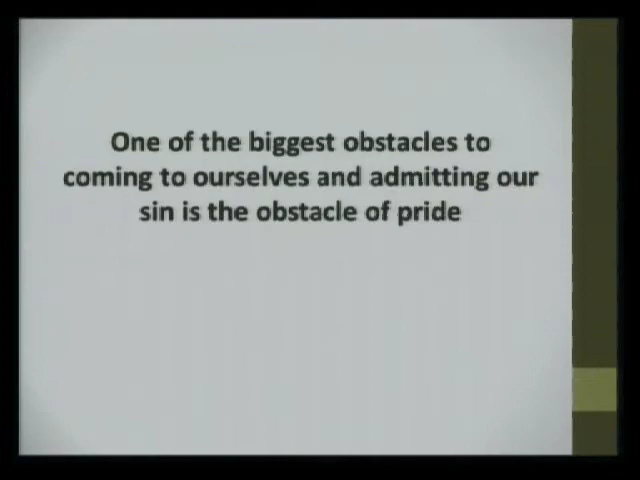 One of the biggest obstacles to
coming to ourselves and admitting our
sin is the obstacle of pride